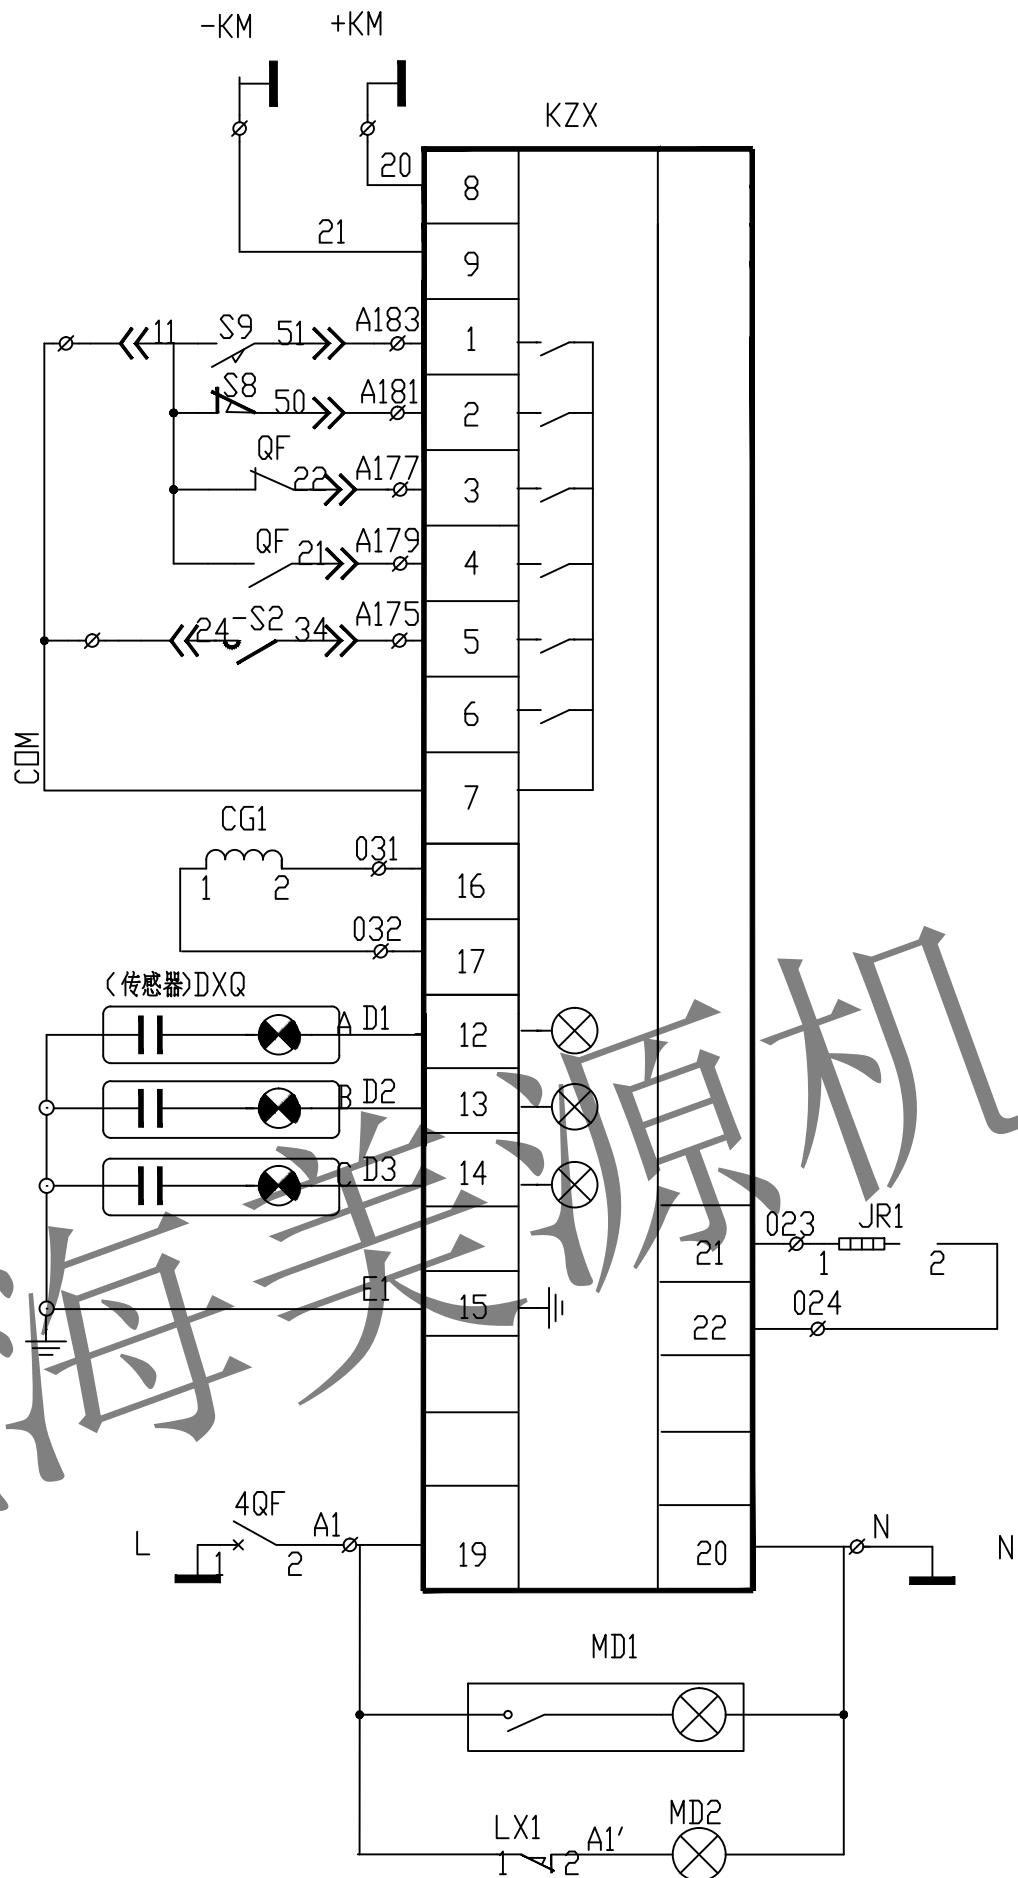 -KM
+KM
KZX
20
8
21
9
11
S9
51
A183
1
S8
50
A181
2
QF
22
A177
3
QF
21
A179
4
24
-S2
34
A175
5
6
COM
7
CG1
1
2
031
16
032
17
(传感器)DXQ
A
D1
12
B
D2
13
C
D3
14
E1
15
023
JR1
21
1
2
024
22
L
4QF
1
2
A1
19
20
N
N
MD1
LX1
1
2
A1′
MD2
海美源机